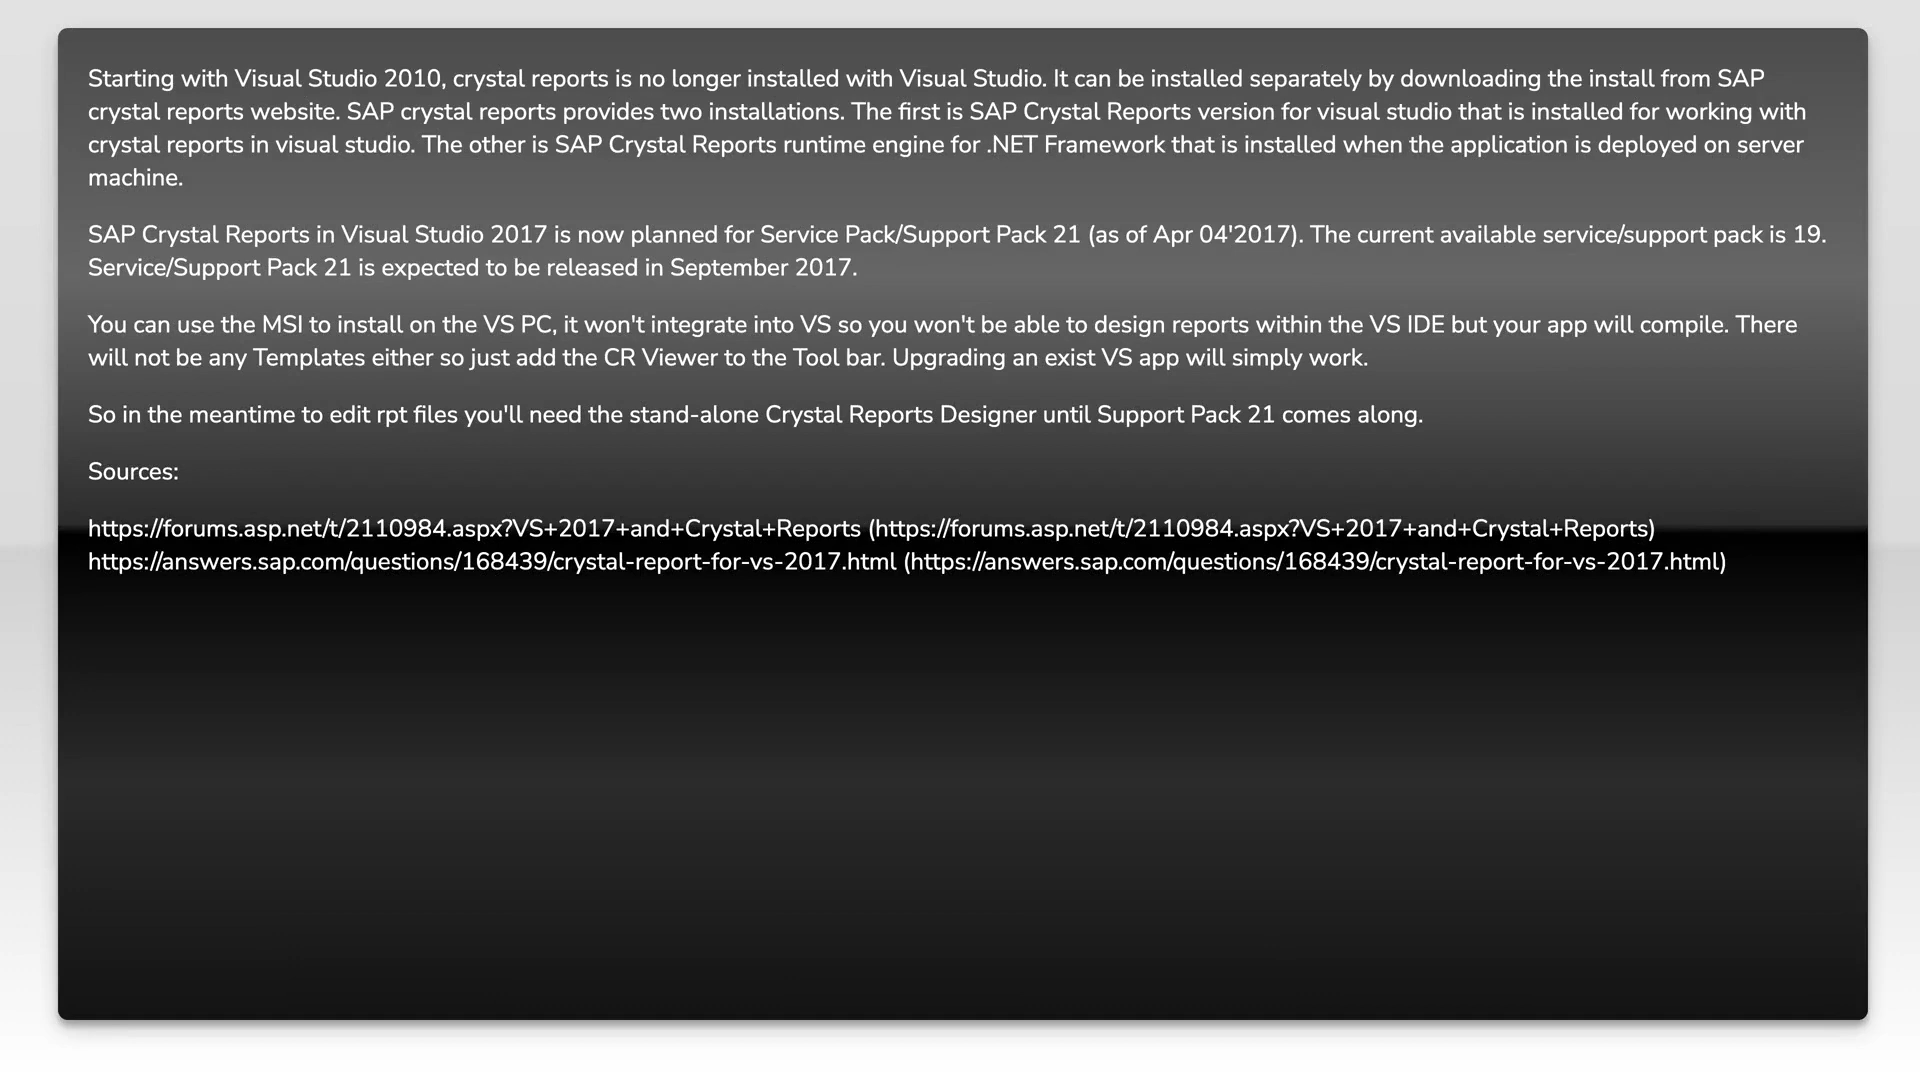 Starting with Visual Studio 2010, crystal reports is no longer installed with Visual Studio. It can be installed separately by downloading the install from SAP
crystal reports website. SAP crystal reports provides two installations. The first is SAP Crystal Reports version for visual studio that is installed for working with
crystal reports in visual studio. The other is SAP Crystal Reports runtime engine for .NET Framework that is installed when the application is deployed on server
machine.
SAP Crystal Reports in Visual Studio 2017 is now planned for Service Pack/Support Pack 21 (as of Apr 04'2017). The current available service/support pack is 19.
Service/Support Pack 21 is expected to be released in September 2017.
You can use the MSI to install on the VS PC, it won't integrate into VS so you won't be able to design reports within the VS IDE but your app will compile. There
will not be any Templates either so just add the CR Viewer to the Tool bar. Upgrading an exist VS app will simply work.
So in the meantime to edit rpt files you'll need the stand-alone Crystal Reports Designer until Support Pack 21 comes along.
Sources:
https://forums.asp.net/t/2110984.aspx?VS+2017+and+Crystal+Reports (https://forums.asp.net/t/2110984.aspx?VS+2017+and+Crystal+Reports)
https://answers.sap.com/questions/168439/crystal-report-for-vs-2017.html (https://answers.sap.com/questions/168439/crystal-report-for-vs-2017.html)